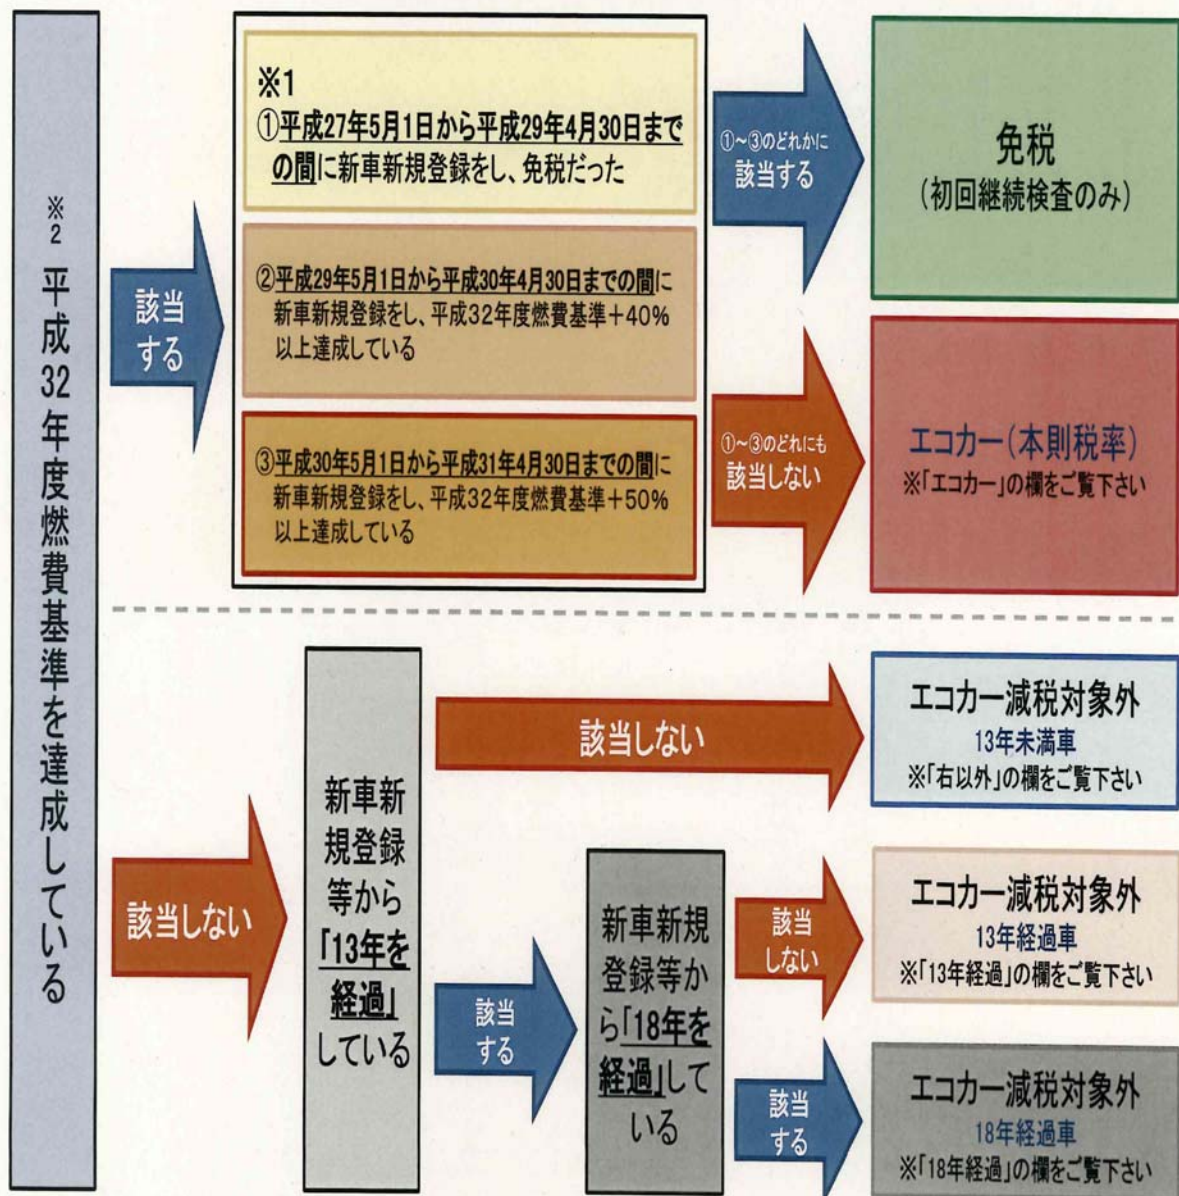 ※2 平成32年度燃費基準を達成している
該当
する
※1
①平成27年5月1日から平成29年4月30日まで
の間に新車新規登録をし、免税だった
②平成29年5月1日から平成30年4月30日までの間に
新車新規登録をし、平成32年度燃費基準＋40%
以上達成している
③平成30年5月1日から平成31年4月30日までの間に
新車新規登録をし、平成32年度燃費基準＋50%
以上達成している
①～③のどれかに
該当する
免税
(初回継続検査のみ)
①～③のどれにも
該当しない
エコカー(本則税率)
※「エコカー」の欄をご覧下さい
該当しない
新車新
規登録
等から
「13年を
経過」
している
該当しない
エコカー減税対象外
13年未満車
※「右以外」の欄をご覧下さい
該当
する
新車新規
登録等か
ら「18年を
経過」して
いる
該当
しない
エコカー減税対象外
13年経過車
※「13年経過」の欄をご覧下さい
該当
する
エコカー減税対象外
18年経過車
※「18年経過」の欄をご覧下さい